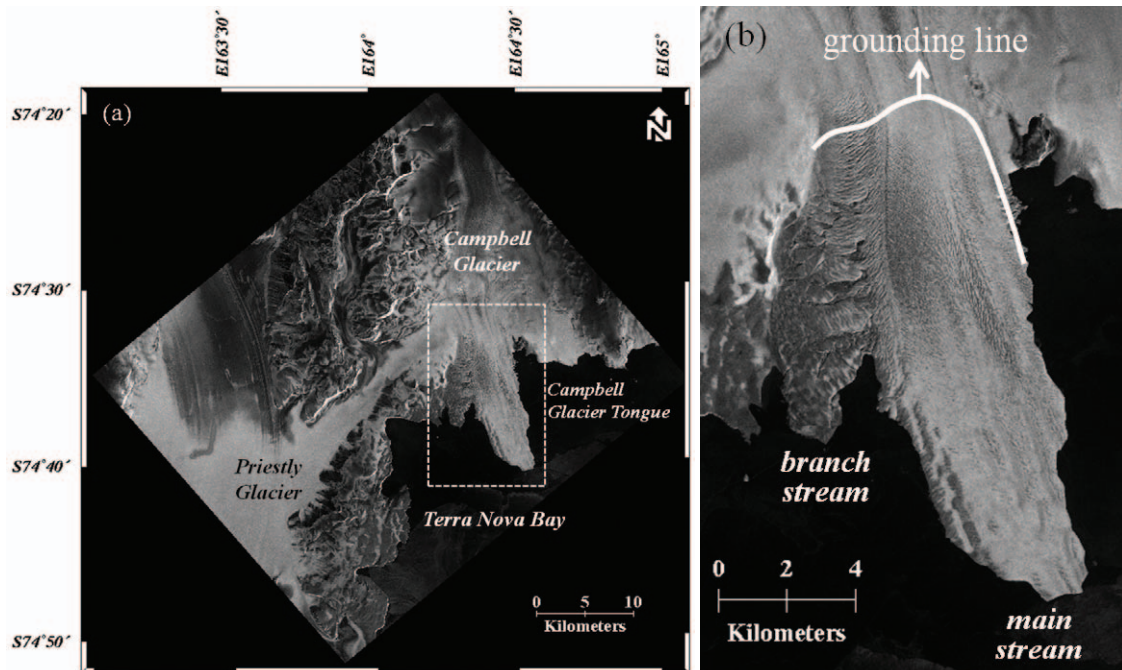 E163°30´
E164°
E164°30´
E165°
S74°20´
S74°30´
S74°40´
S74°50´
(a)
N
Campbell
Glacier
Campbell
Glacier Tongue
Priestly
Glacier
Terra Nova Bay
0 5 10
Kilometers
(b)
grounding line
branch
stream
0 2 4
Kilometers
main
stream